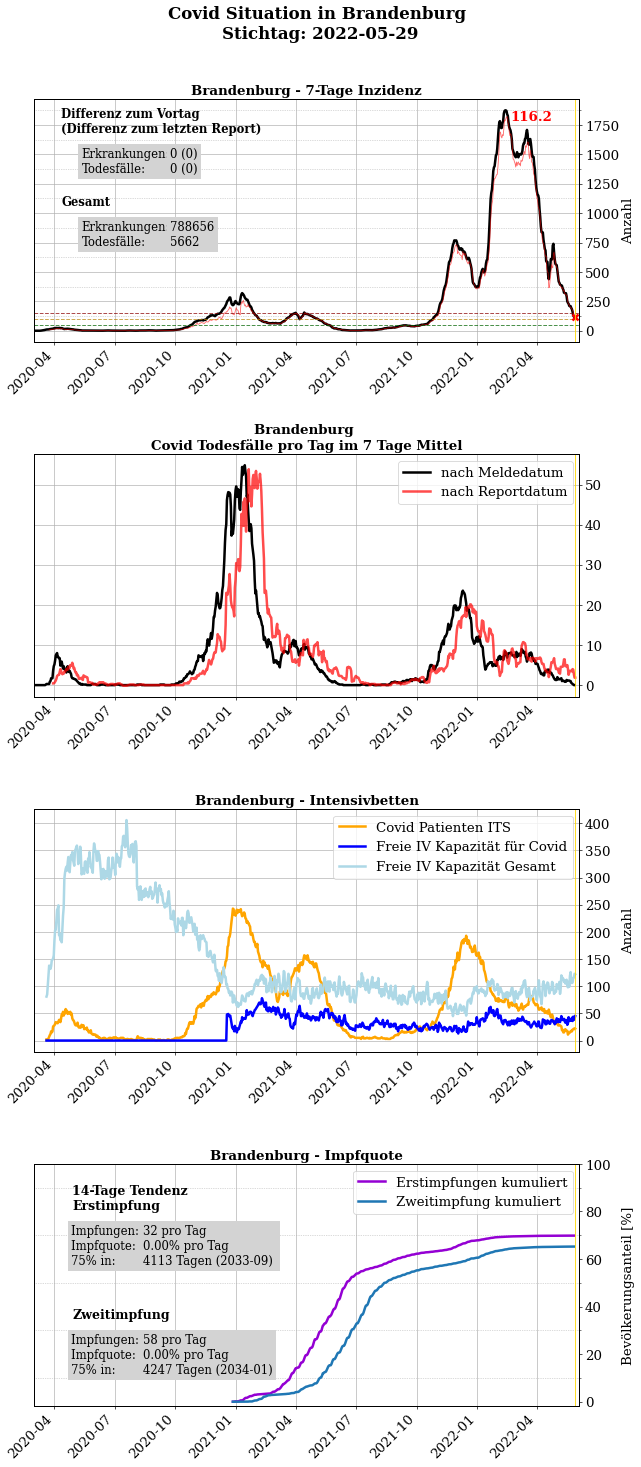 Covid Situation in Brandenburg
Stichtag: 2022-05-29
Brandenburg - 7-Tage Inzidenz
Differenz zum Vortag
(Differenz zum letzten Report)
Erkrankungen 0 (0)
Todesfälle: 0 (0)
Gesamt
Erkrankungen 788656
Todesfälle: 5662
116.2
1750
1500
1250
1000
750
500
250
0
Anzahl
2020-04
2020-07
2020-10
2021-01
2021-04
2021-07
2021-10
2022-01
2022-04
Brandenburg
Covid Todesfälle pro Tag im 7 Tage Mittel
nach Meldedatum
nach Reportdatum
50
40
30
20
10
0
2020-04
2020-07
2020-10
2021-01
2021-04
2021-07
2021-10
2022-01
2022-04
Brandenburg - Intensivbetten
Covid Patienten ITS
Freie IV Kapazität für Covid
Freie IV Kapazität Gesamt
400
350
300
250
200
150
100
50
0
Anzahl
2020-04
2020-07
2020-10
2021-01
2021-04
2021-07
2021-10
2022-01
2022-04
Brandenburg - Impfquote
14-Tage Tendenz
Erstimpfung
Impfungen: 32 pro Tag
Impfquote: 0.00% pro Tag
75% in: 4113 Tagen (2033-09)
Zweitimpfung
Impfungen: 58 pro Tag
Impfquote: 0.00% pro Tag
75% in: 4247 Tagen (2034-01)
Erstimpfungen kumuliert
Zweitimpfung kumuliert
100
80
60
40
20
0
Bevölkerungsanteil [%]
2020-04
2020-07
2020-10
2021-01
2021-04
2021-07
2021-10
2022-01
2022-04